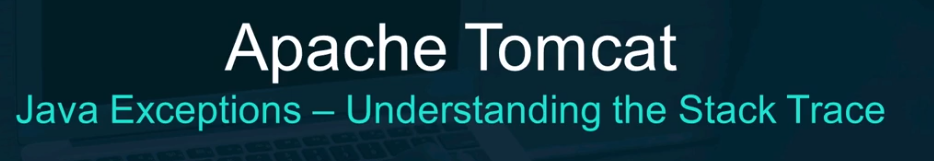 Apache Tomcat
Java Exceptions – Understanding the Stack Trace